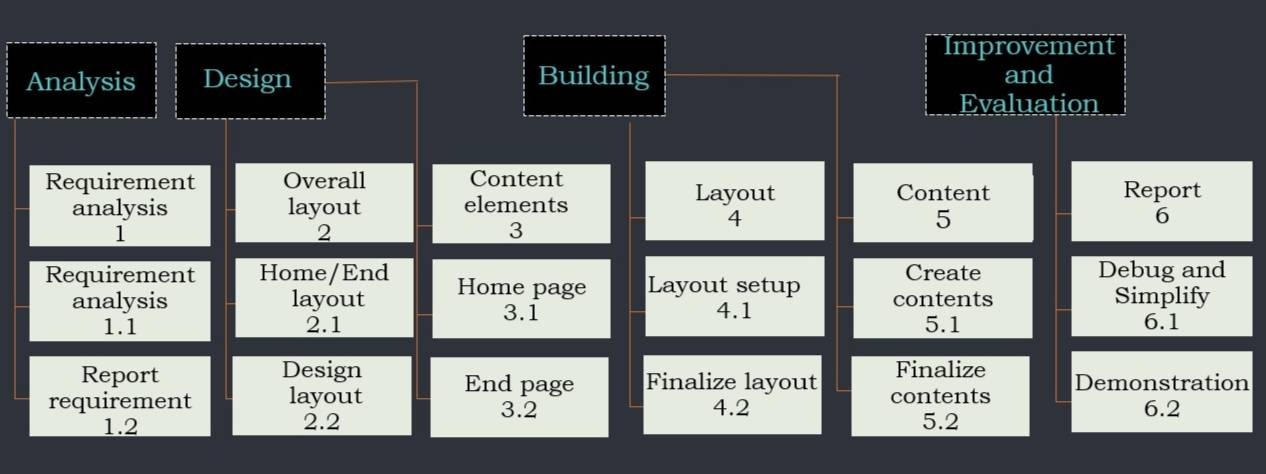 Analysis
Design
Building
Improvement
and
Evaluation
Requirement
analysis
1
Requirement
analysis
1.1
Report
requirement
1.2
Overall
layout
2
Home/End
layout
2.1
Design
layout
2.2
Content
elements
3
Home page
3.1
End page
3.2
Layout
4
Layout setup
4.1
Finalize layout
4.2
Content
5
Create
contents
5.1
Finalize
contents
5.2
Report
6
Debug and
Simplify
6.1
Demonstration
6.2